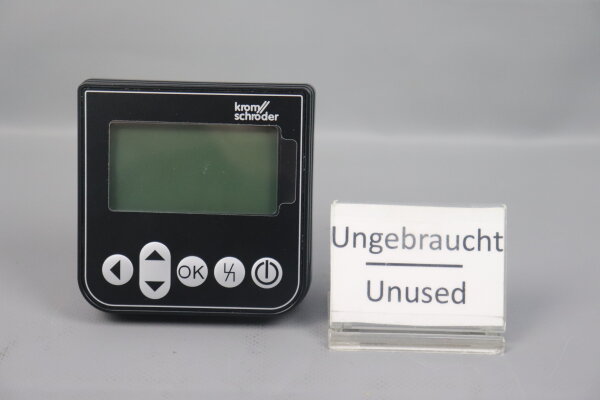 krom//
schroder
OK
Ungebraucht
Unused